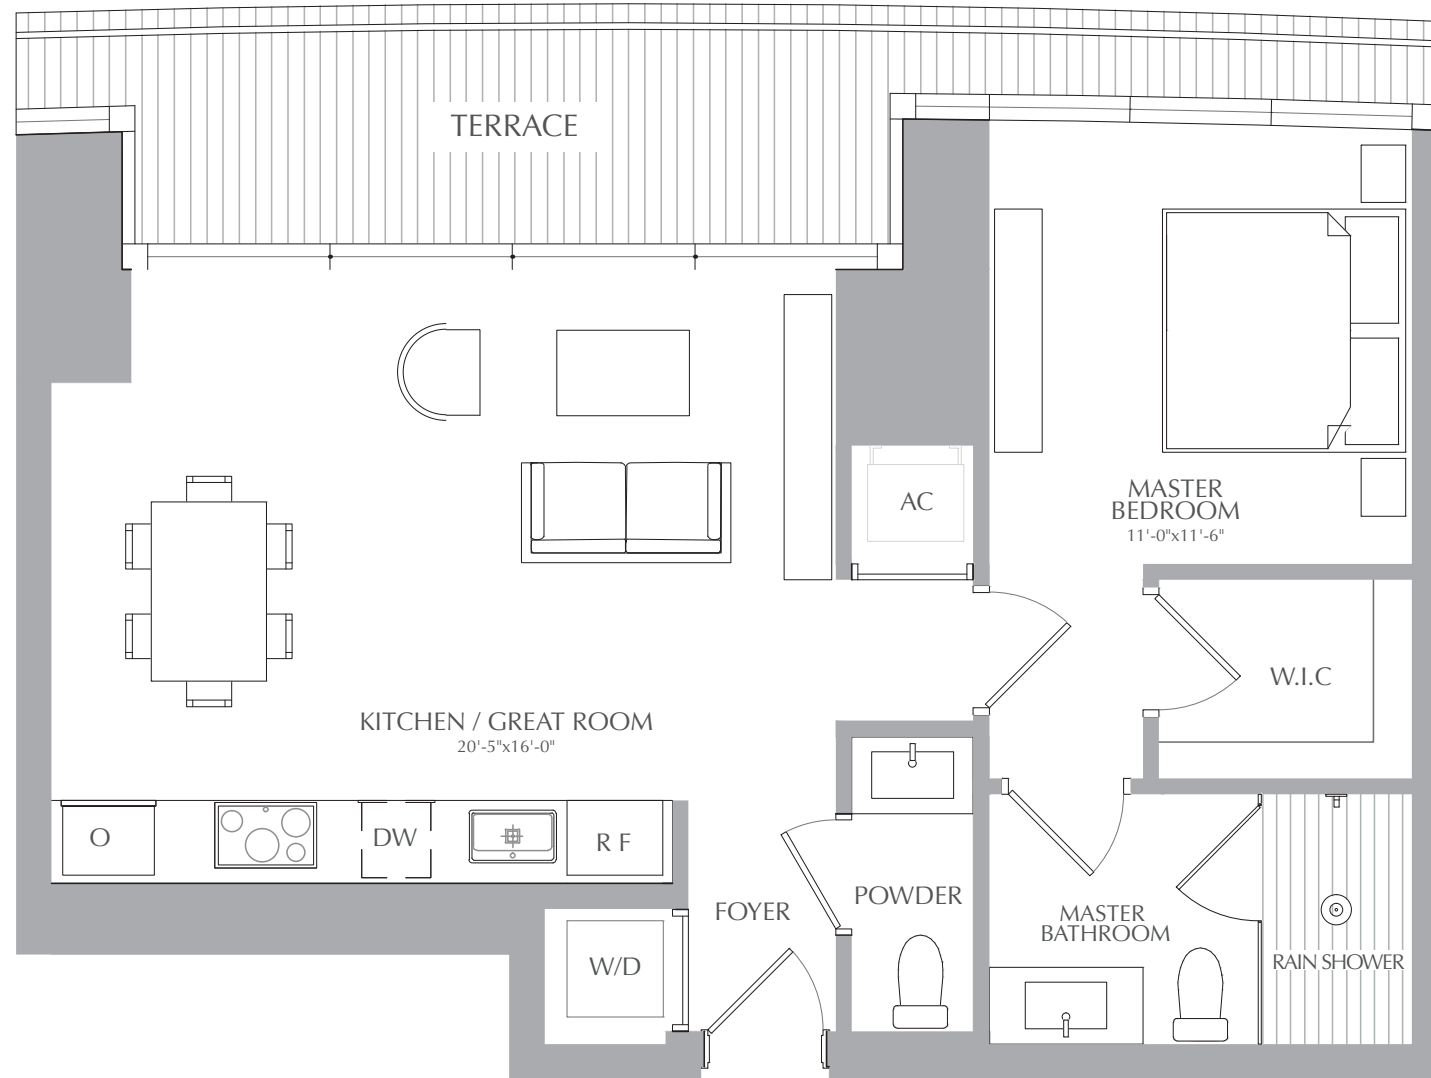 TERRACE
AC
MASTER
BEDROOM
11'-0"x11'-6"
W.I.C
KITCHEN / GREAT ROOM
20'-5"x16'-0"
O
DW
R F
FOYER
POWDER
MASTER
BATHROOM
RAIN SHOWER
W/D